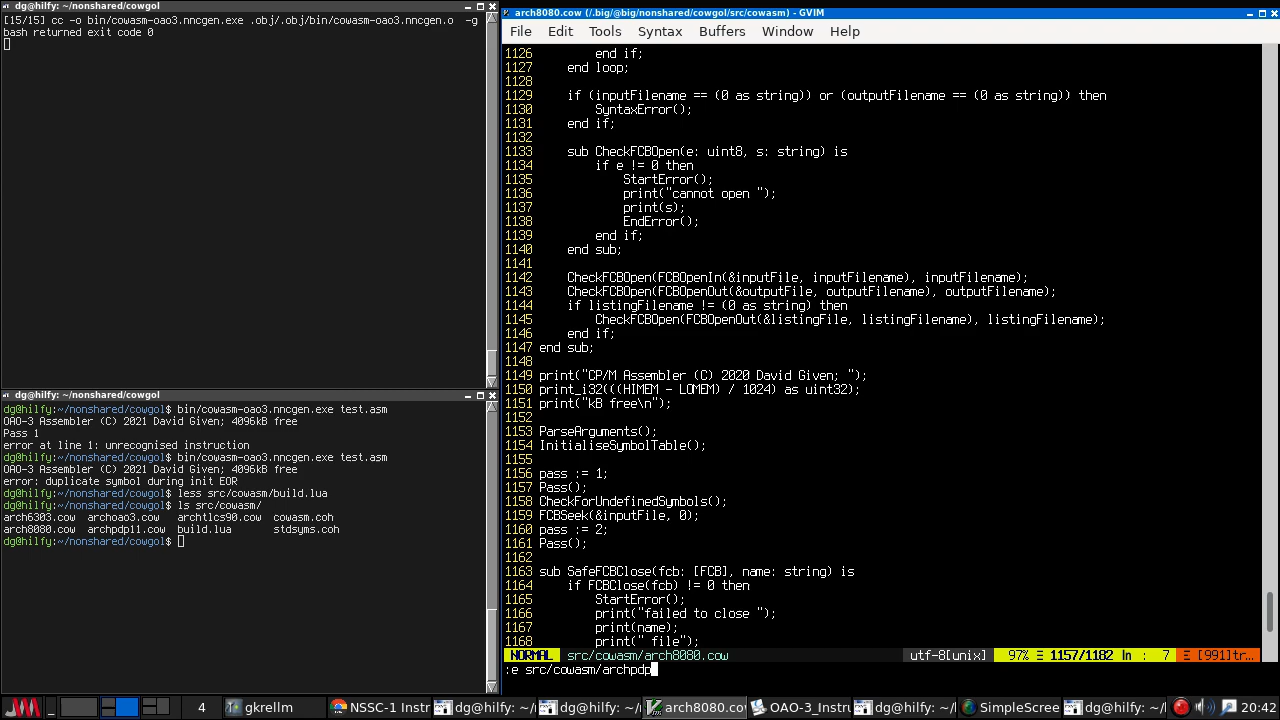 dg@hilfy: ~/nonshared/cowgol
[15/16]cd bin/cowasm-oao3.nncgen.exe .obj/.obj/bin/cowasm-oao3.nncgen.o -g
bash returned exit code 0
dg@hilfy: ~/nonshared/cowgol
dg@hilfy:~/nonshared/cowgol$ bin/cowasm-oao3.nncgen.exe test.asm
OAO-3 Assembler (C) 2021 David Given; 4096kB free
Pass 1
error at line 1: unrecognised instruction
dg@hilfy:~/nonshared/cowgol$ bin/cowasm-oao3.nncgen.exe test.asm
OAO-3 Assembler (C) 2021 David Given; 4096kB free
error: duplicate symbol during init EOR
dg@hilfy:~/nonshared/cowgol$ less src/cowasm/build.lua
dg@hilfy:~/nonshared/cowgol$ ls src/cowasm/
arch6303.cow archoao3.cow archtlcs90.cow cowasm.coh
arch8080.cow archpdp11.cow build.lua stdsyms.coh
dg@hilfy:~/nonshared/cowgol$
arch8080.cow (/.big/@big/nonshared/cowgol/src/cowasm) - GVIM
File Edit Tools Syntax Buffers Window Help
1126 end if;
1127 end loop;
1128
1129 if (inputFilename == (0 as string)) or (outputFilename == (0 as string)) then
1130 SyntaxError();
1131 end if;
1132
1133 sub CheckFCBOpen(e: uint8, s: string) is
1134 if e != 0 then
1135 StartError();
1136 print("cannot open ");
1137 print(s);
1138 EndError();
1139 end if;
1140 end sub;
1141
1142 CheckFCBOpen(FCBOpenIn(&inputFile, inputFilename), inputFilename);
1143 CheckFCBOpen(FCBOpenOut(&outputFile, outputFilename), outputFilename);
1144 if listingFilename != (0 as string) then
1145 CheckFCBOpen(FCBOpenOut(&listingFile, listingFilename), listingFilename);
1146 end if;
1147 end sub;
1148
1149 print("CP/M Assembler (C) 2020 David Given; ");
1150 print_i32(((HIMEM - LOMEM) / 1024) as uint32);
1151 print("kB free\n");
1152
1153 ParseArguments();
1154 InitialiseSymbolTable();
1155
1156 pass := 1;
1157 Pass();
1158 CheckForUndefinedSymbols();
1159 FCBSeek(&inputFile, 0);
1160 pass := 2;
1161 Pass();
1162
1163 sub SafeFCBClose(fcb: [FCB], name: string) is
1164 if FCBClose(fcb) != 0 then
1165 StartError();
1166 print("failed to close ");
1167 print(name);
1168 print(" file");
NORMAL src/cowasm/arch8080.cow utf-8[unix] 97% Ξ 1157/1182 ln : 7 Ξ [991]tr…
:e src/cowasm/archpdp
4 gkrellm NSSC-1 Instr dg@hilfy: ~/ dg@hilfy: ~/ arch8080.cov OAO-3_Instru dg@hilfy: ~/ SimpleScree dg@hilfy: ~/ 20:42